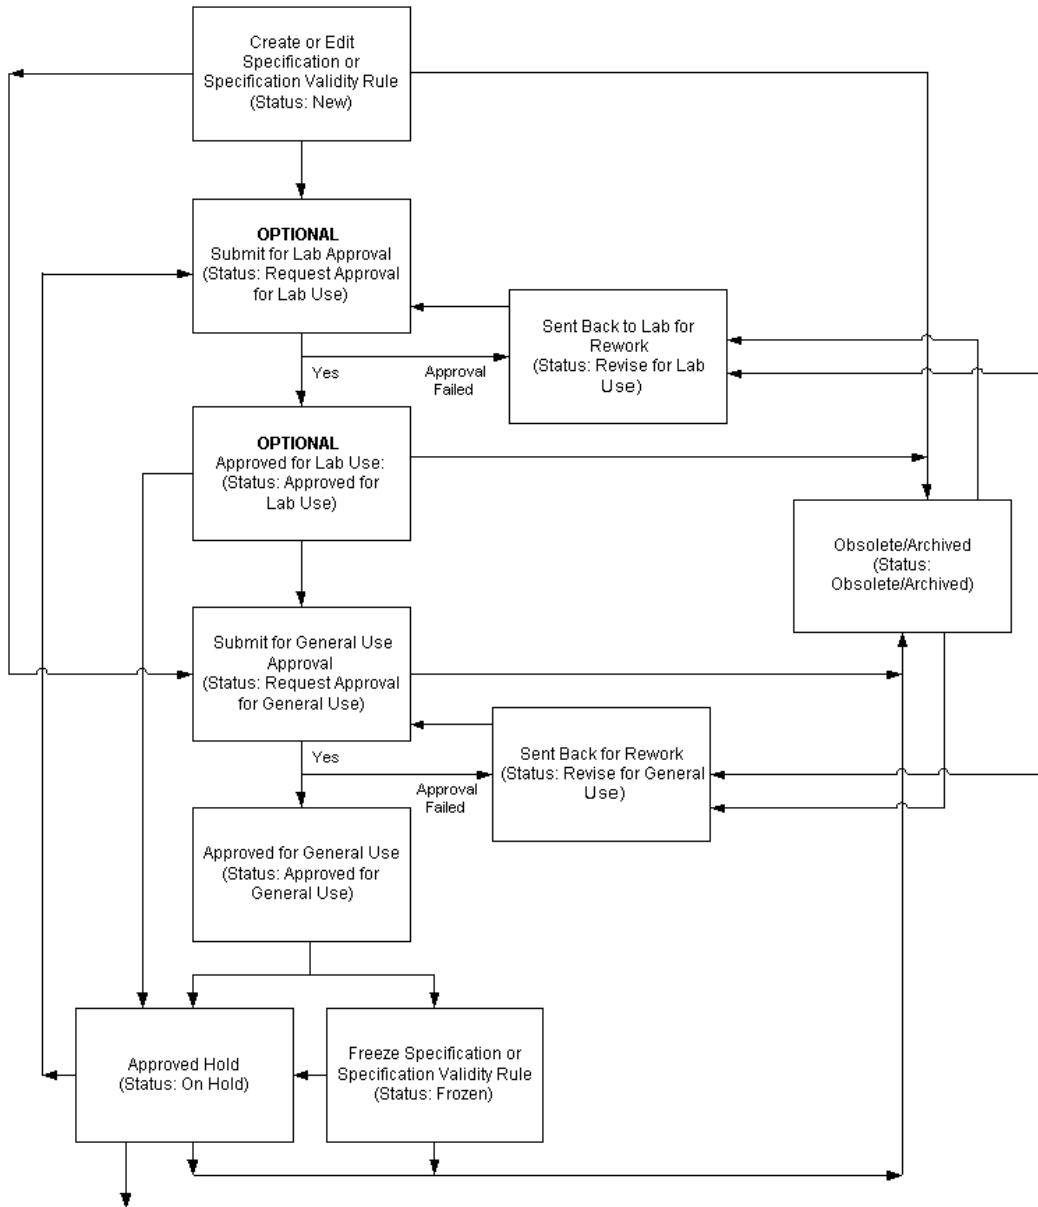 Create or Edit
Specification or
Specification Validity Rule
(Status: New)
OPTIONAL
Submit for Lab Approval
(Status: Request Approval
for Lab Use)
Sent Back to Lab for
Rework
(Status: Revise for Lab
Use)
Yes
Approval
Failed
OPTIONAL
Approved for Lab Use:
(Status: Approved for
Lab Use)
Obsolete/Archived
(Status:
Obsolete/Archived)
Submit for General Use
Approval
(Status: Request Approval
for General Use)
Sent Back for Rework
(Status: Revise for General
Use)
Yes
Approval
Failed
Approved for General Use
(Status: Approved for
General Use)
Approved Hold
(Status: On Hold)
Freeze Specification or
Specification Validity Rule
(Status: Frozen)